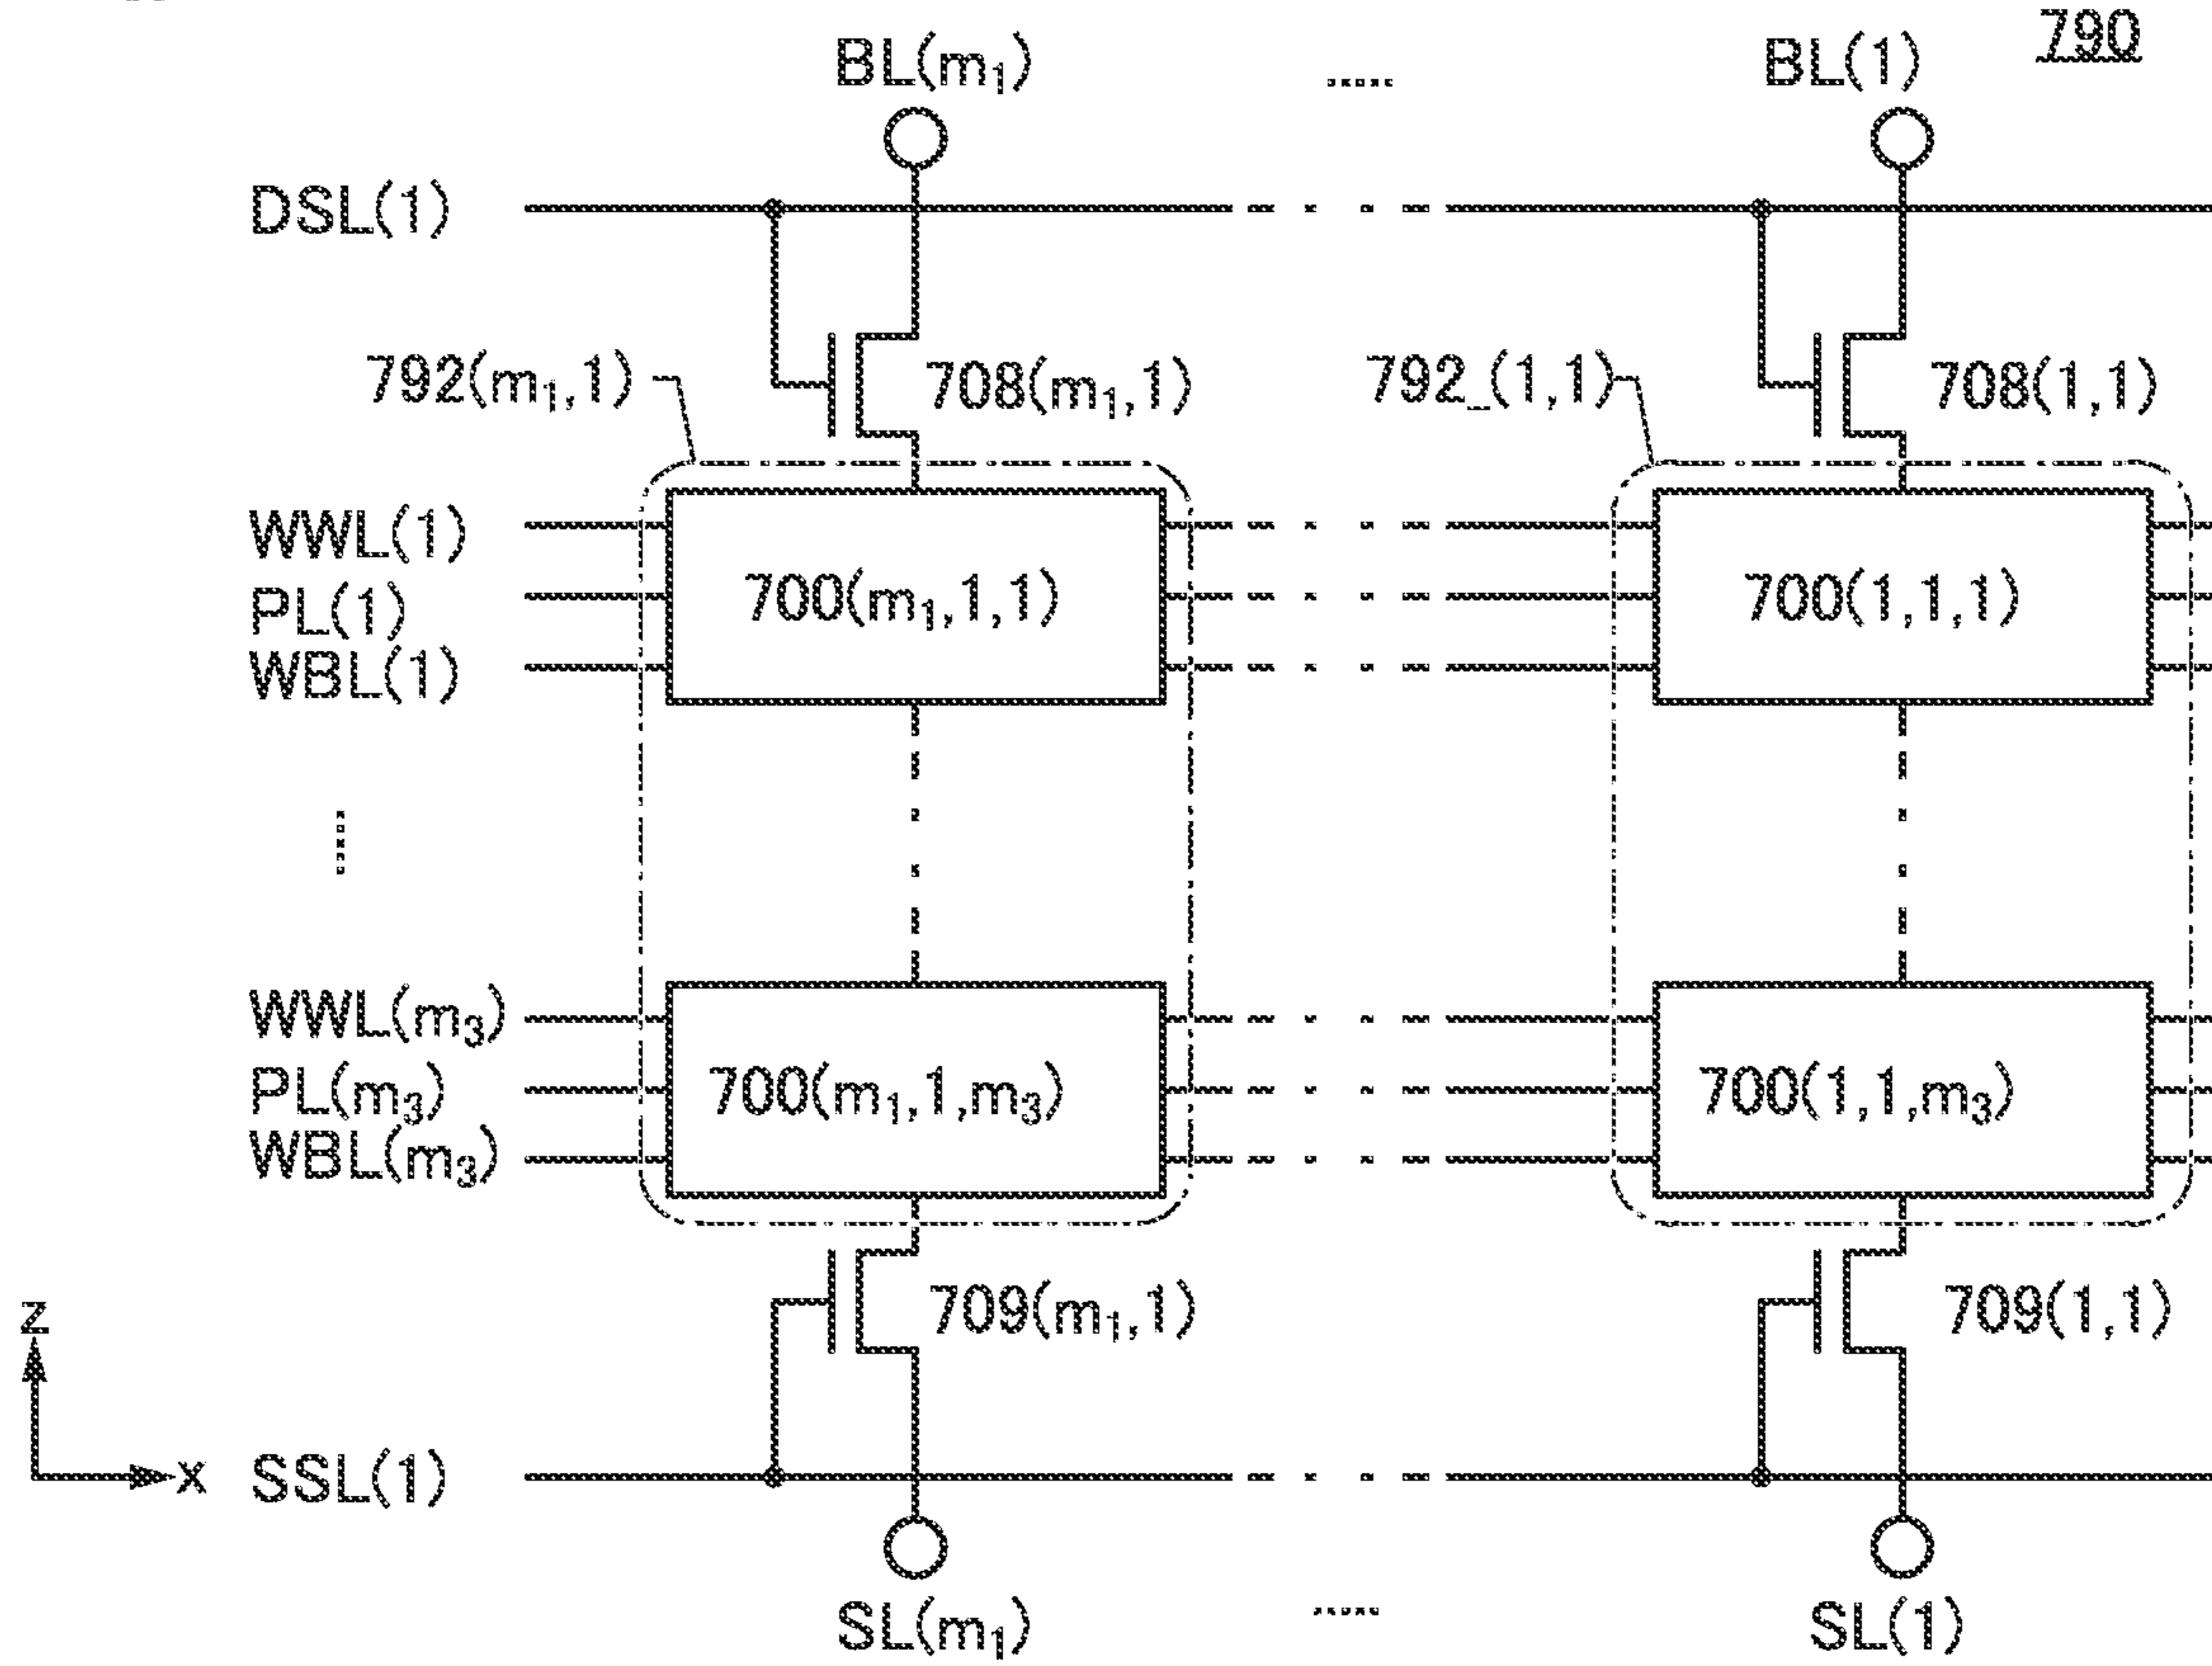 790
BL(m₁) ····· BL(1)
DSL(1)
792(m₁,1) 708(m₁,1) 792_(1,1) 708(1,1)
WWL(1)
PL(1) 700(m₁,1,1) 700(1,1,1)
WBL(1)
WWL(m₃)
PL(m₃) 700(m₁,1,m₃) 700(1,1,m₃)
WBL(m₃)
709(m₁,1) 709(1,1)
z
x SSL(1)
SL(m₁) ····· SL(1)